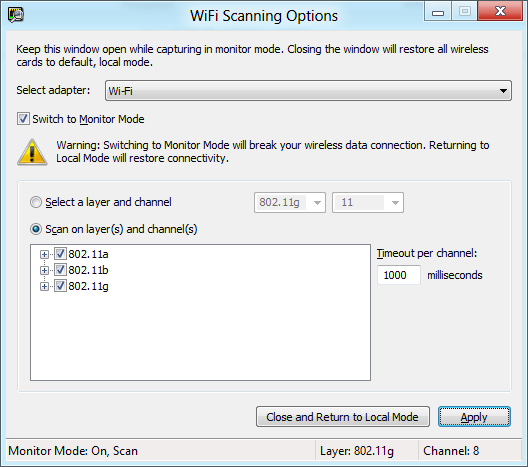 WiFi Scanning Options
Keep this window open while capturing in monitor mode. Closing the window will restore all wireless
cards to default, local mode.
Select adapter: Wi-Fi
Switch to Monitor Mode
Warning: Switching to Monitor Mode will break your wireless data connection. Returning to
Local Mode will restore connectivity.
Select a layer and channel 802.11g 11
Scan on layer(s) and channel(s)
802.11a
802.11b
802.11g
Timeout per channel:
1000 milliseconds
Close and Return to Local Mode Apply
Monitor Mode: On, Scan Layer: 802.11g Channel: 8